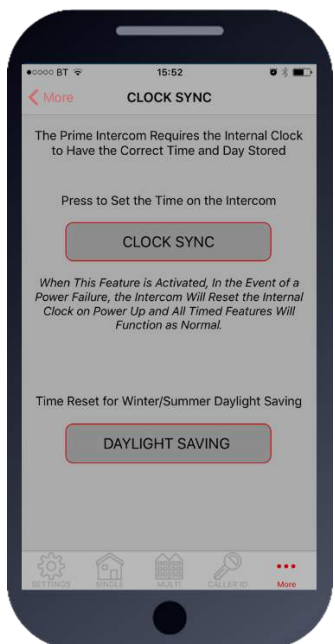 ●○○○○ BT 15:52
More CLOCK SYNC
The Prime Intercom Requires the Internal Clock
to Have the Correct Time and Day Stored
Press to Set the Time on the Intercom
CLOCK SYNC
When This Feature is Activated, In the Event of a
Power Failure, the Intercom Will Reset the Internal
Clock on Power Up and All Timed Features Will
Function as Normal.
Time Reset for Winter/Summer Daylight Saving
DAYLIGHT SAVING
SETTINGS SINGLE MULTI CALLER ID More